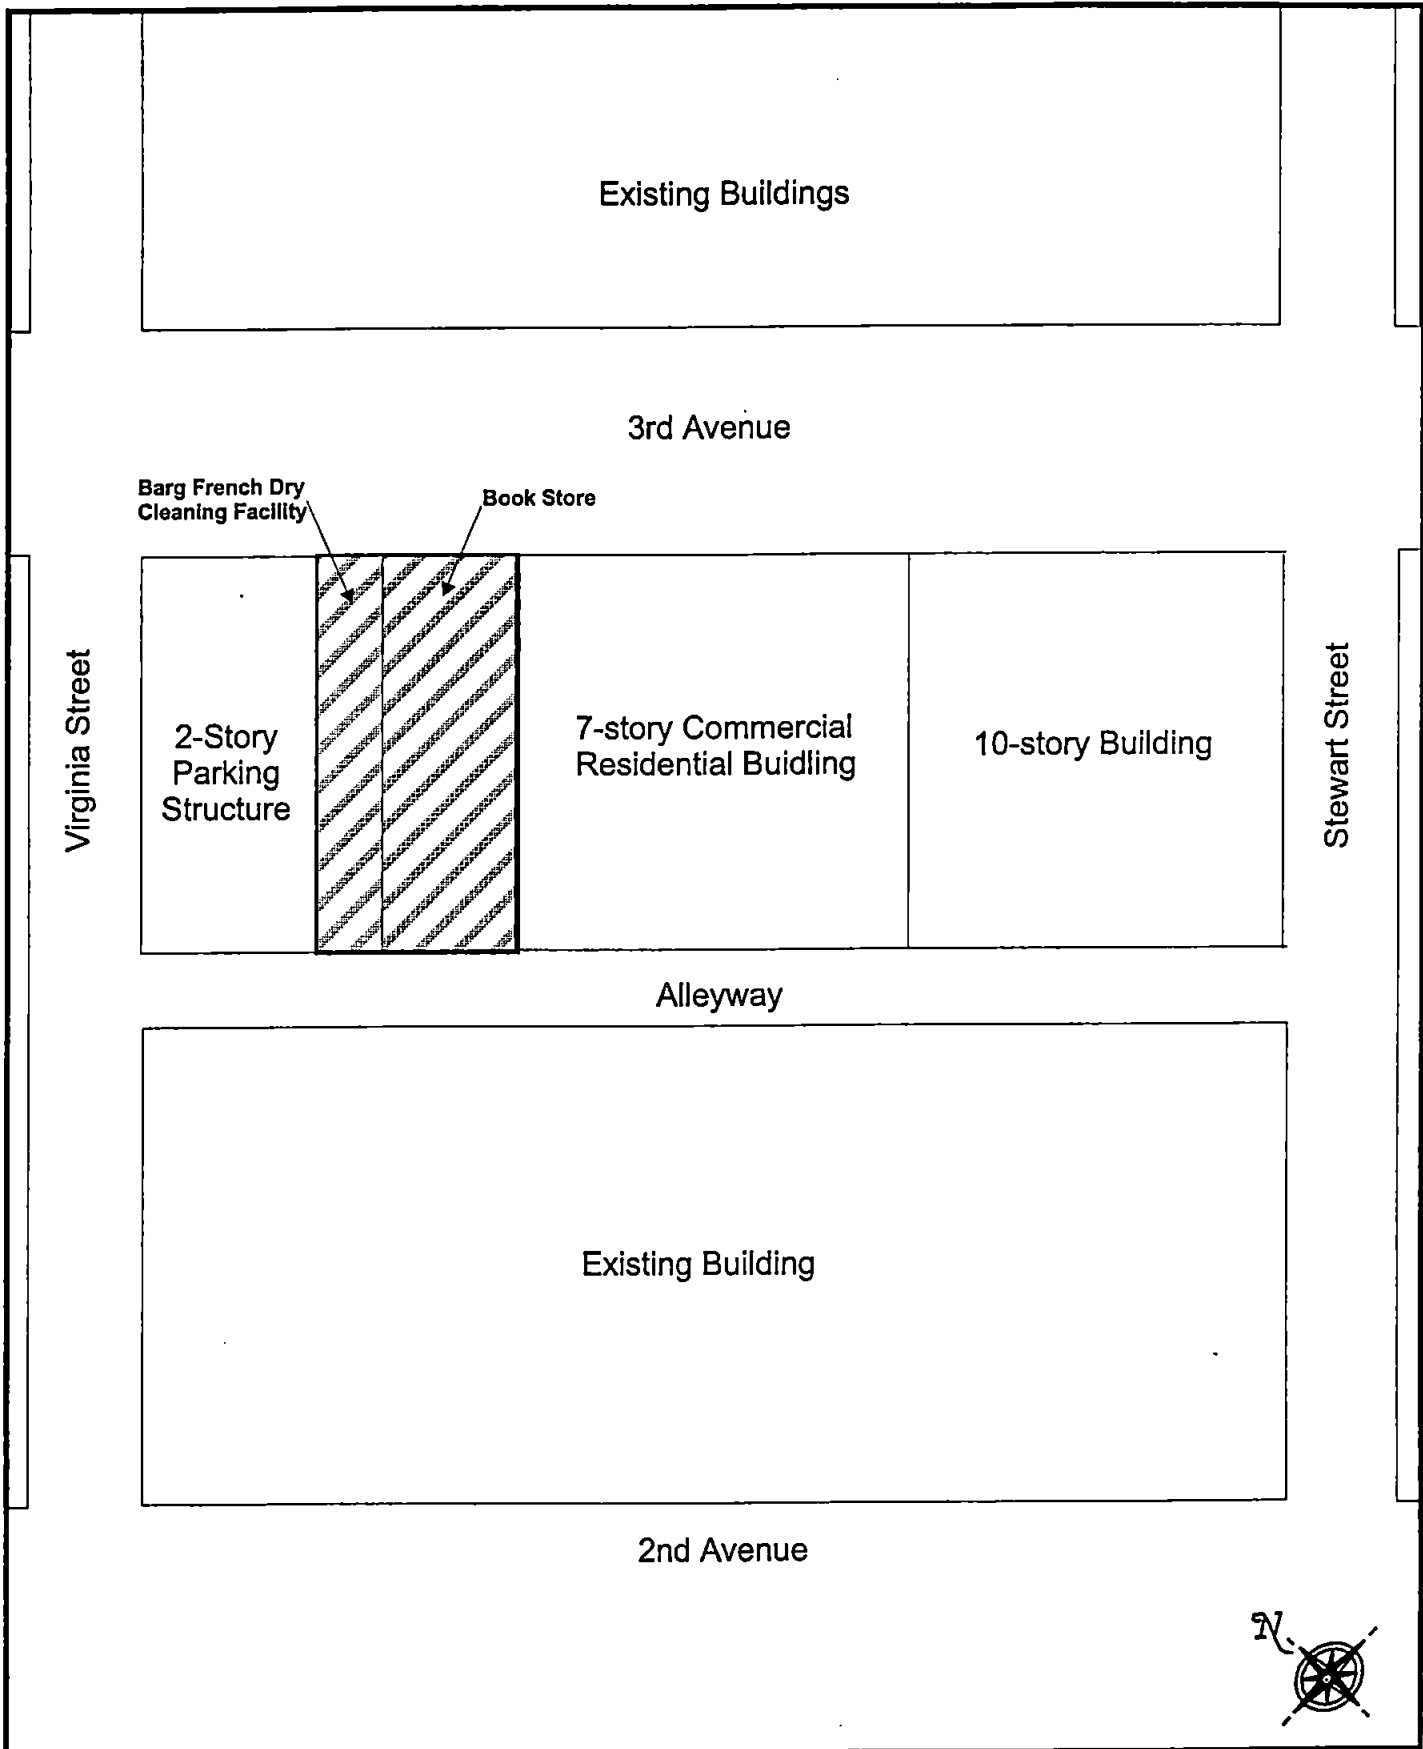 Existing Buildings
3rd Avenue
Barg French Dry
Cleaning Facility
Book Store
Virginia Street
2-Story
Parking
Structure
7-story Commercial
Residential Buidling
10-story Building
Stewart Street
Alleyway
Existing Building
2nd Avenue
N